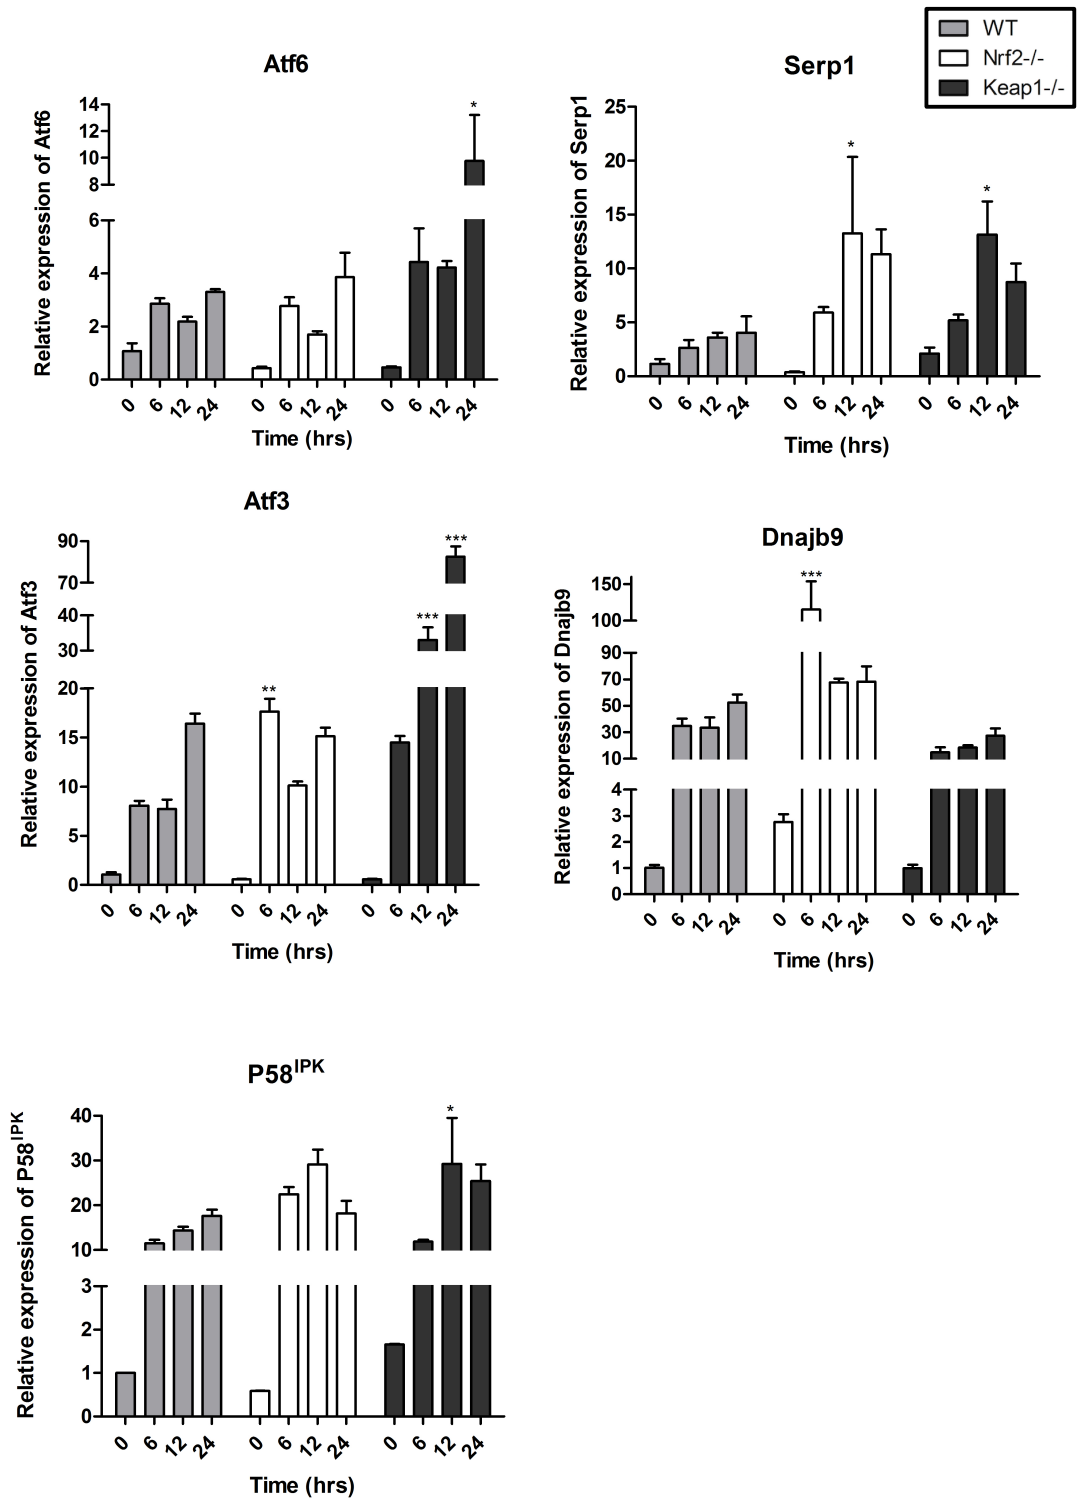 WT
Nrf2-/-
Keap1-/-
Atf6
Relative expression of Atf6
14
12
10
8
6
4
2
0
*
0 6 12 24 0 6 12 24 0 6 12 24
Time (hrs)
Serp1
Relative expression of Serp1
25
20
15
10
5
0
* *
0 6 12 24 0 6 12 24 0 6 12 24
Time (hrs)
Atf3
Relative expression of Atf3
90
70
40
30
20
15
10
5
0
** *** ***
0 6 12 24 0 6 12 24 0 6 12 24
Time (hrs)
Dnajb9
Relative expression of Dnajb9
150
100
90
70
50
30
10
4
3
2
1
0
***
0 6 12 24 0 6 12 24 0 6 12 24
Time (hrs)
P58IPK
Relative expression of P58IPK
40
30
20
10
3
2
1
0
*
0 6 12 24 0 6 12 24 0 6 12 24
Time (hrs)